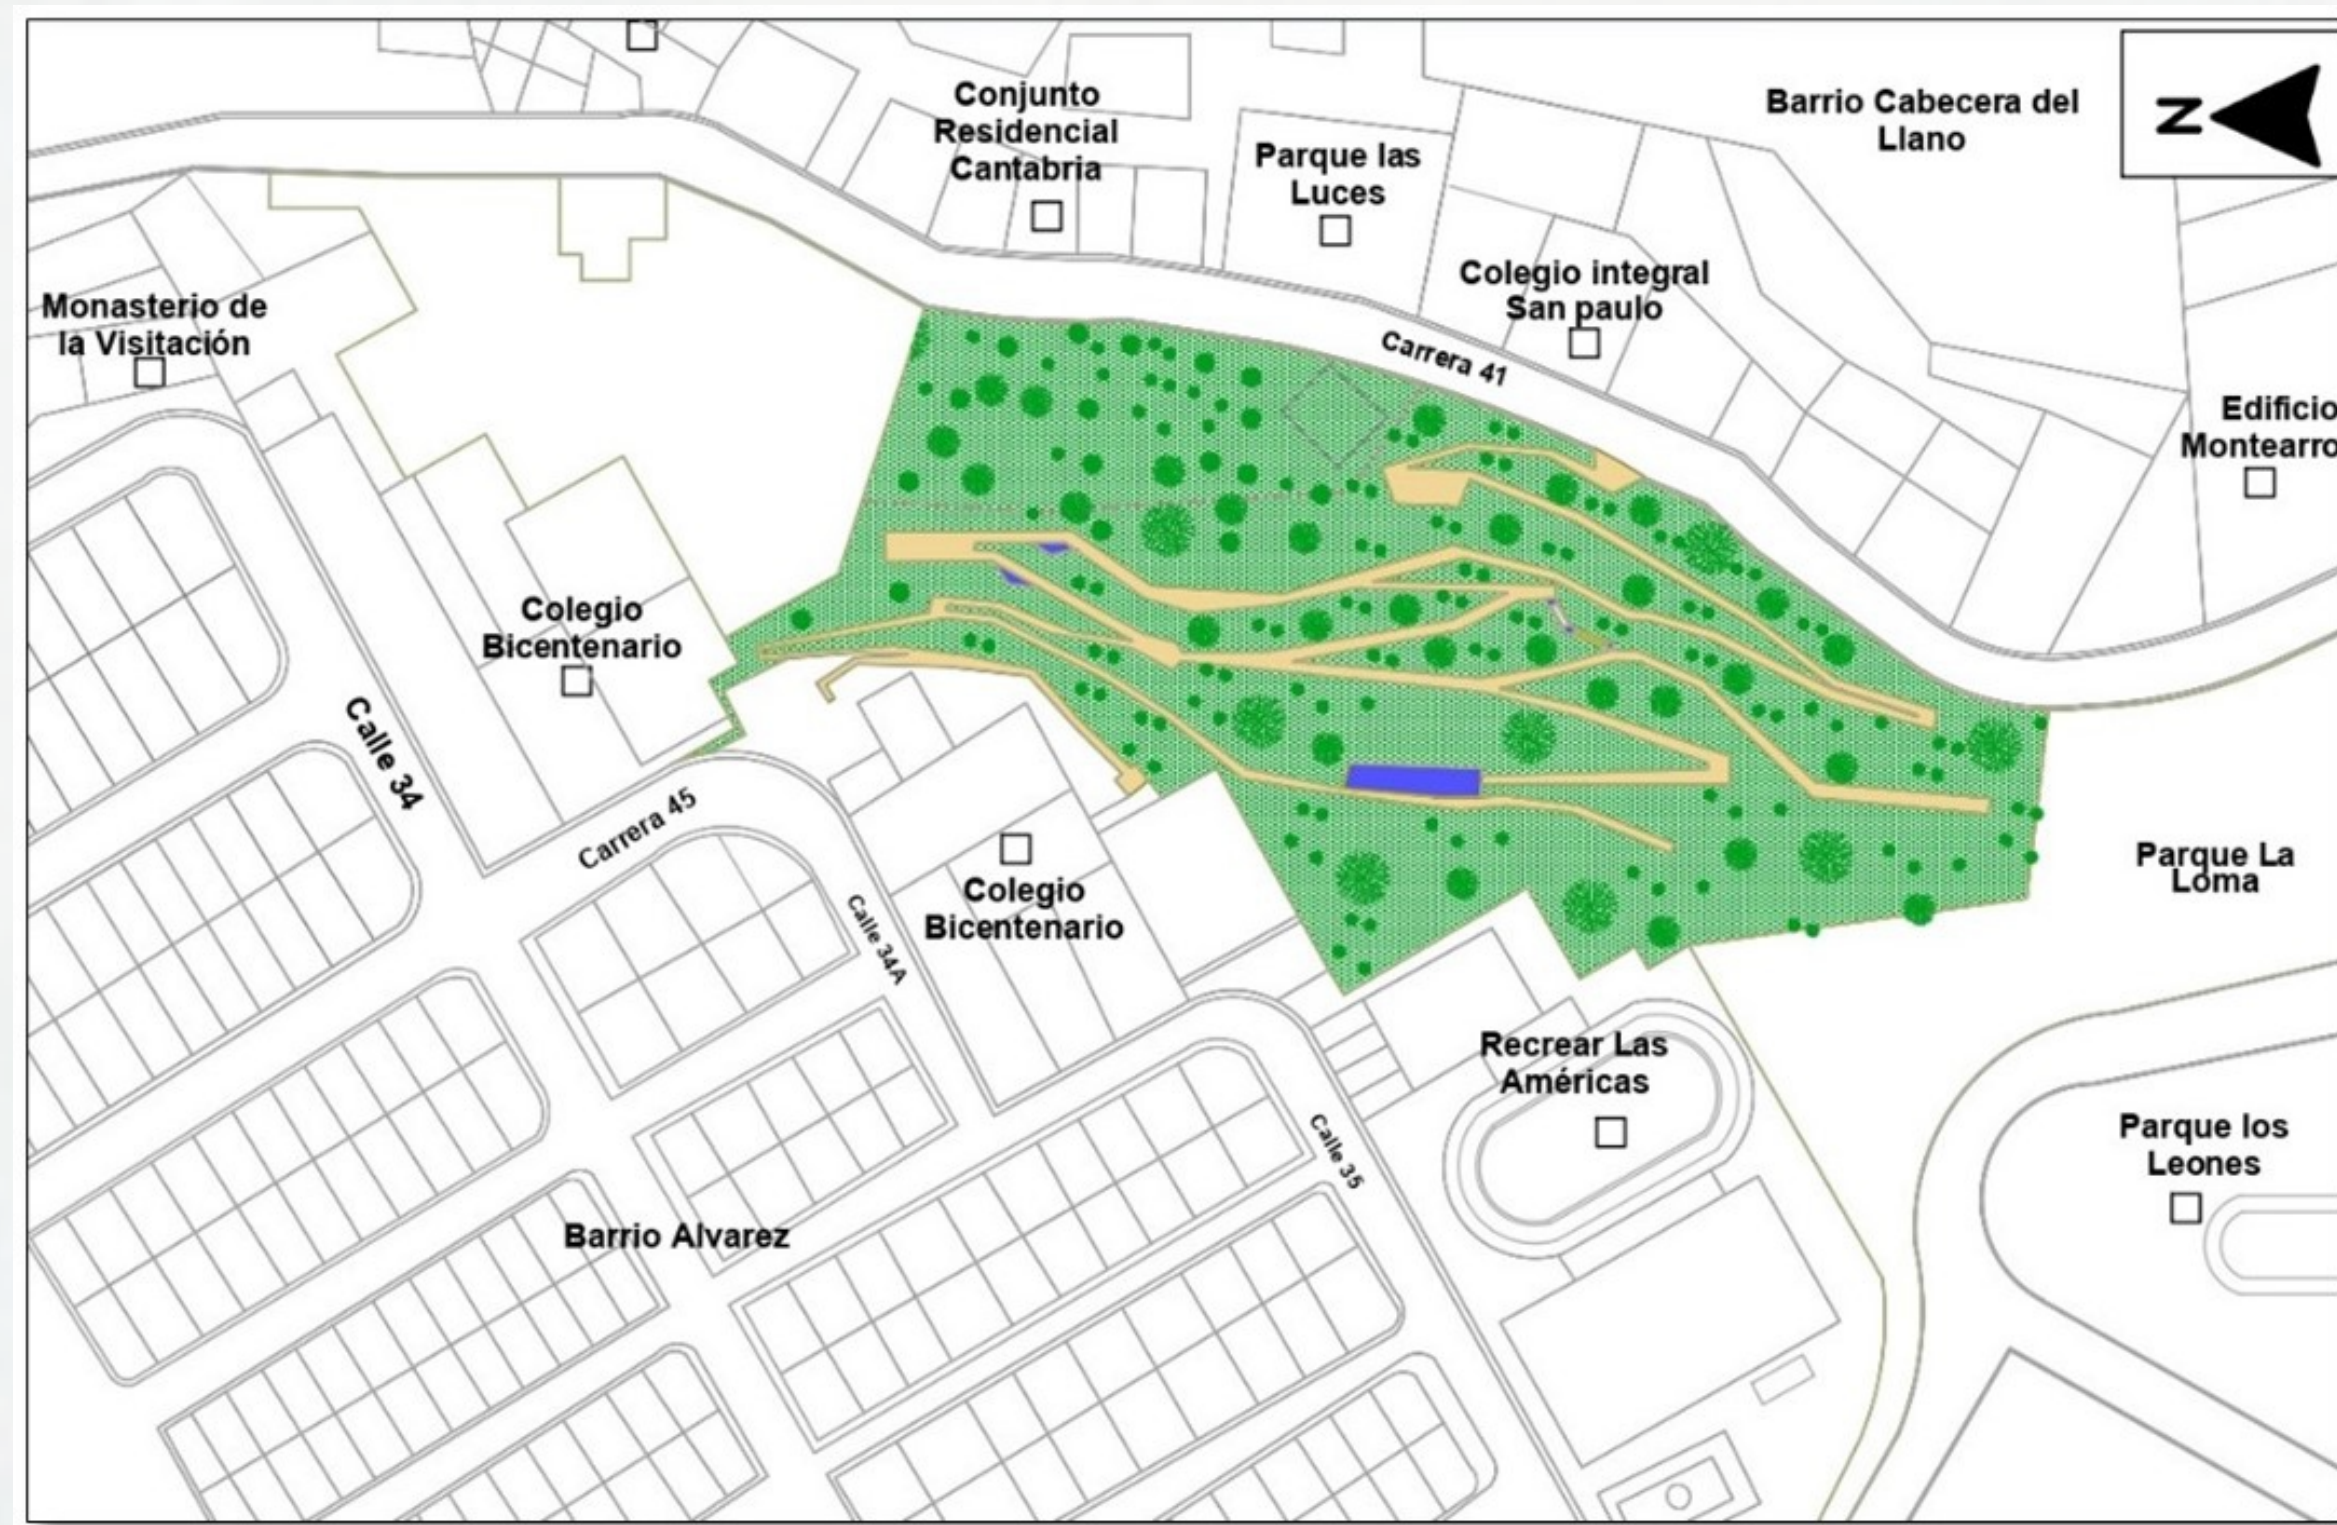 Conjunto
Residencial
Cantabria
Barrio Cabecera del
Llano
N
Parque las
Luces
Colegio integral
San paulo
Monasterio de
la Visitación
Carrera 41
Edificio
Montearro
Colegio
Bicentenario
Calle 34
Carrera 45
Calle 34A
Colegio
Bicentenario
Parque La
Loma
Recrear Las
Américas
Calle 35
Parque los
Leones
Barrio Alvarez